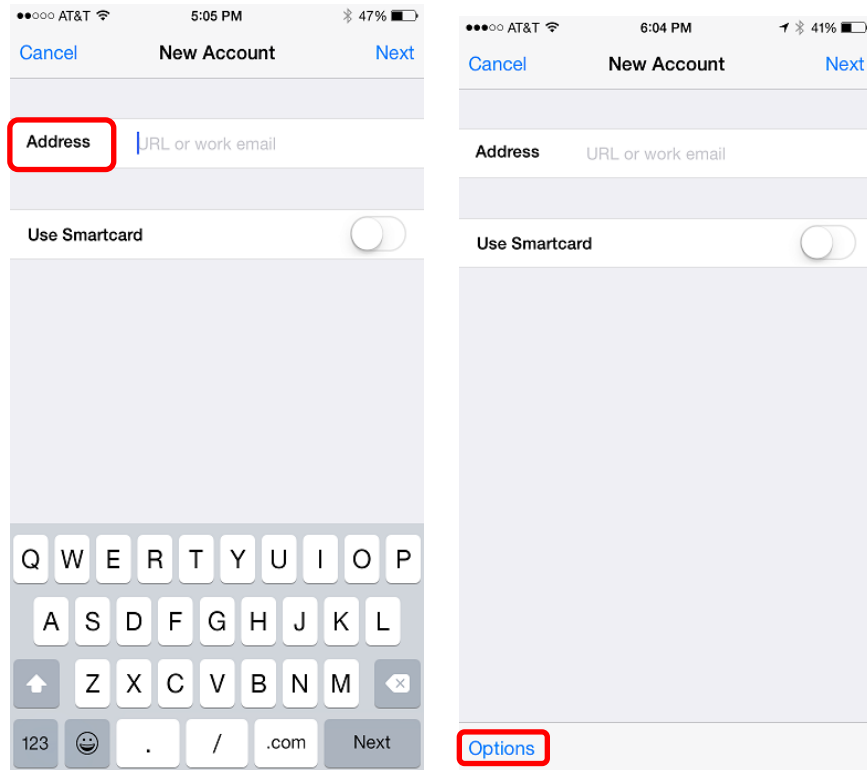 AT&T 5:05 PM 47%
Cancel New Account Next
Address URL or work email
Use Smartcard
Q W E R T Y U I O P
A S D F G H J K L
Z X C V B N M
123 . / .com Next
AT&T 6:04 PM 41%
Cancel New Account Next
Address URL or work email
Use Smartcard
Options